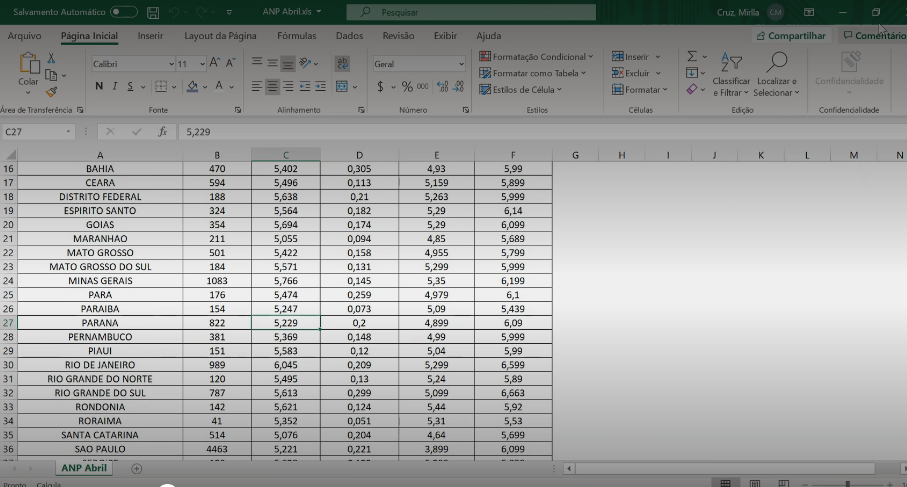 Salvamento Automático
ANP Abril.xls
Pesquisar
Cruz, Mirlla CM
Arquivo Página Inicial Inserir Layout da Página Fórmulas Dados Revisão Exibir Ajuda Compartilhar Comentário
Colar Calibri 11 A A ab Geral Formatação Condicional Inserir Σ
Formatar como Tabela Excluir Classificar e Filtrar Localizar e Selecionar Confidencialidade
N I S A $ % 000 Estilos de Célula Formatar
Área de Transferência Fonte Alinhamento Número Estilos Células Edição Confidencialidade
C27 fx 5,229
A B C D E F G H I J K L M N
16 BAHIA 470 5,402 0,305 4,93 5,99
17 CEARA 594 5,496 0,113 5,159 5,899
18 DISTRITO FEDERAL 188 5,638 0,21 5,263 5,999
19 ESPIRITO SANTO 324 5,564 0,182 5,29 6,14
20 GOIAS 354 5,694 0,174 5,29 6,099
21 MARANHAO 211 5,055 0,094 4,85 5,689
22 MATO GROSSO 501 5,422 0,158 4,955 5,799
23 MATO GROSSO DO SUL 184 5,571 0,131 5,299 5,999
24 MINAS GERAIS 1083 5,766 0,145 5,35 6,199
25 PARA 176 5,474 0,259 4,979 6,1
26 PARAIBA 154 5,247 0,073 5,09 5,439
27 PARANA 822 5,229 0,2 4,899 6,09
28 PERNAMBUCO 381 5,369 0,148 4,99 5,999
29 PIAUI 151 5,583 0,12 5,04 5,99
30 RIO DE JANEIRO 989 6,045 0,209 5,299 6,599
31 RIO GRANDE DO NORTE 120 5,495 0,13 5,24 5,89
32 RIO GRANDE DO SUL 787 5,613 0,299 5,099 6,663
33 RONDONIA 142 5,621 0,124 5,44 5,92
34 RORAIMA 41 5,352 0,051 5,31 5,53
35 SANTA CATARINA 514 5,076 0,204 4,64 5,699
36 SAO PAULO 4463 5,221 0,221 3,899 6,099
ANP Abril
Pronto Calcula